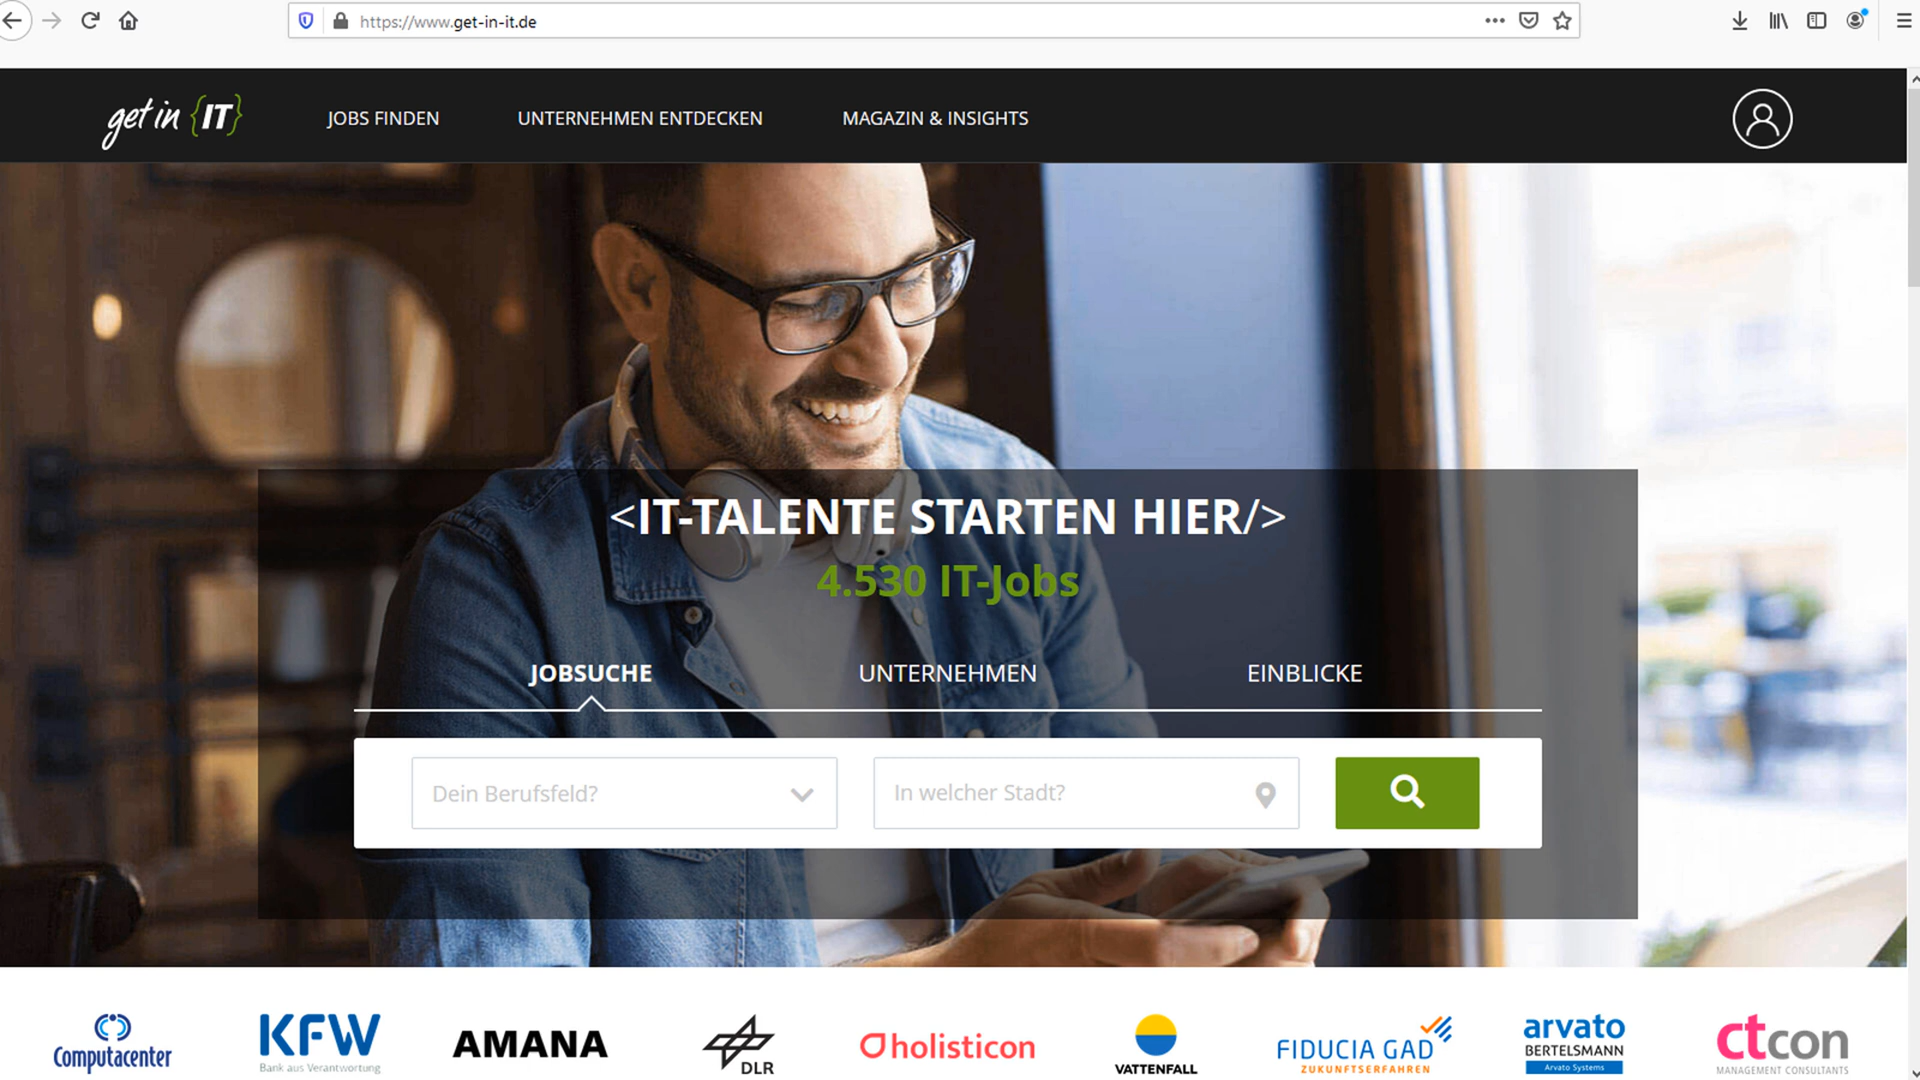 https://www.get-in-it.de
get in {IT}
JOBS FINDEN
UNTERNEHMEN ENTDECKEN
MAGAZIN & INSIGHTS
<IT-TALENTE STARTEN HIER/>
4.530 IT-Jobs
JOBSUCHE
UNTERNEHMEN
EINBLICKE
Dein Berufsfeld?
In welcher Stadt?
Computacenter
KFW
Bank aus Verantwortung
AMANA
DLR
holisticon
VATTENFALL
FIDUCIA GAD
ZUKUNFTSERFAHREN
arvato
BERTELSMANN
Arvato Systems
ctcon
MANAGEMENT CONSULTANTS